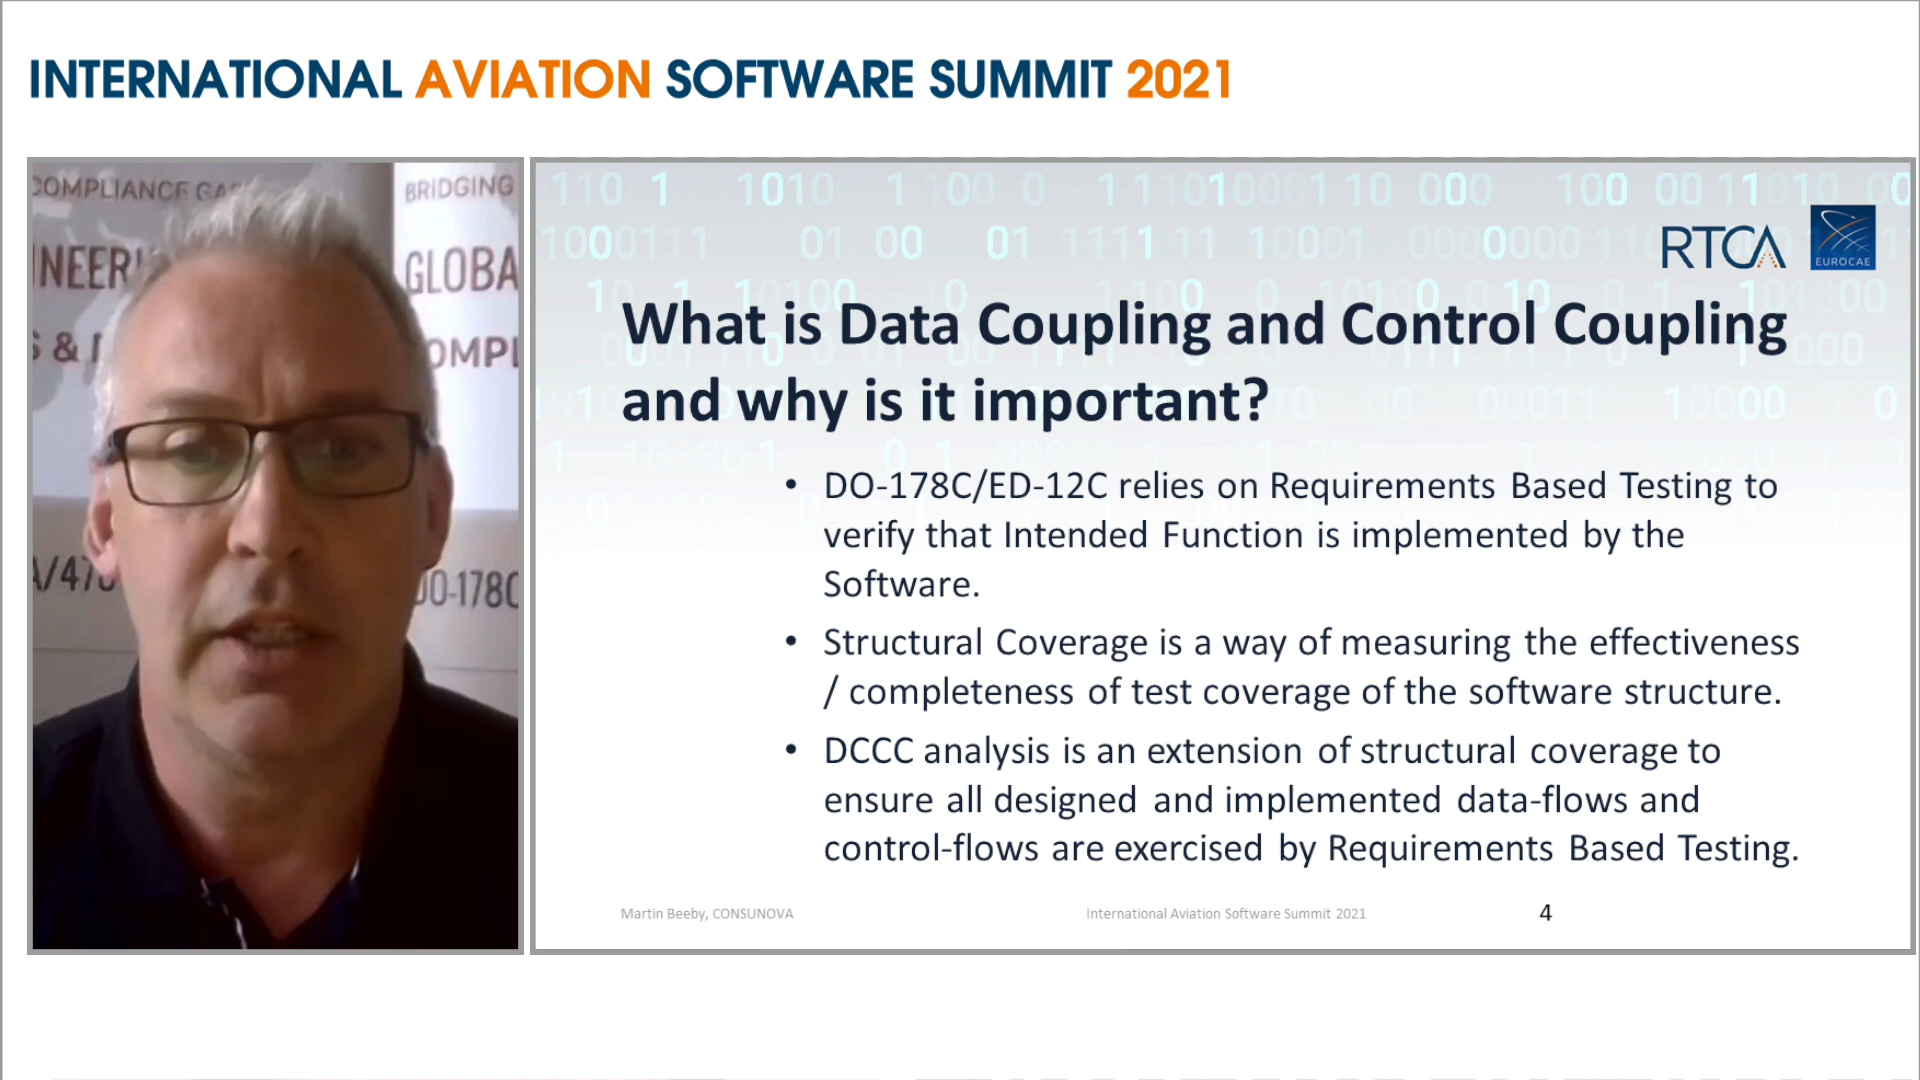 INTERNATIONAL AVIATION SOFTWARE SUMMIT 2021
COMPLIANCE
BRIDGING
GLOBA
OMPL
S &
DO-178C
RTCA
EUROCAE
What is Data Coupling and Control Coupling
and why is it important?
• DO-178C/ED-12C relies on Requirements Based Testing to
verify that Intended Function is implemented by the
Software.
• Structural Coverage is a way of measuring the effectiveness
/ completeness of test coverage of the software structure.
• DCCC analysis is an extension of structural coverage to
ensure all designed and implemented data-flows and
control-flows are exercised by Requirements Based Testing.
Martin Beeby, CONSUNOVA
International Aviation Software Summit 2021
4